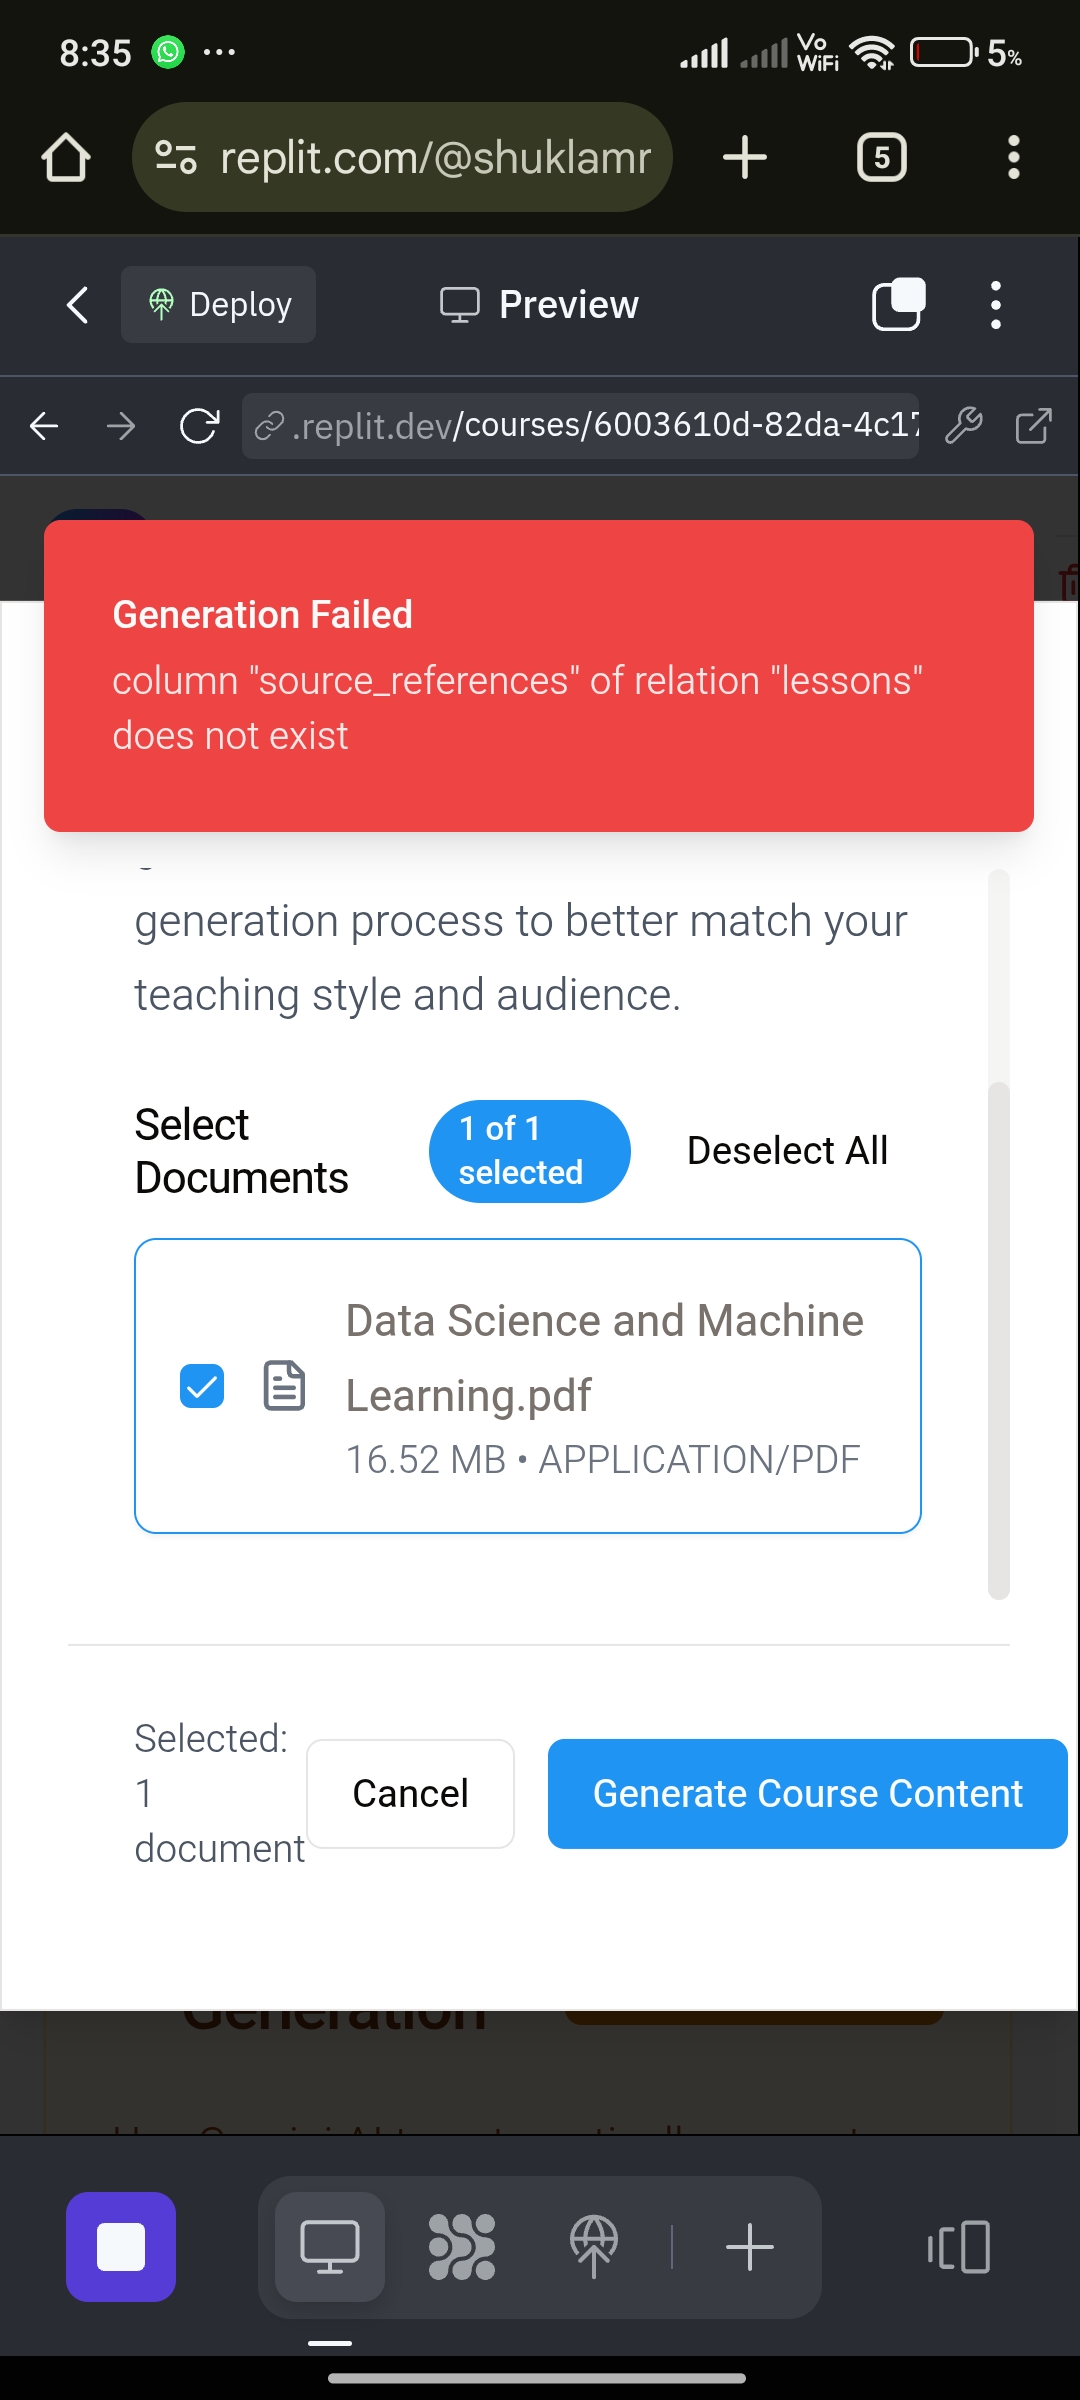 8:35
Vo
WiFi
5%
replit.com/@shuklamr
5
Deploy
Preview
.replit.dev/courses/6003610d-82da-4c17
Generation Failed
column "source_references" of relation "lessons"
does not exist
generation process to better match your
teaching style and audience.
Select
Documents
1 of 1
selected
Deselect All
Data Science and Machine
Learning.pdf
16.52 MB • APPLICATION/PDF
Selected:
1
document
Cancel
Generate Course Content
Generation